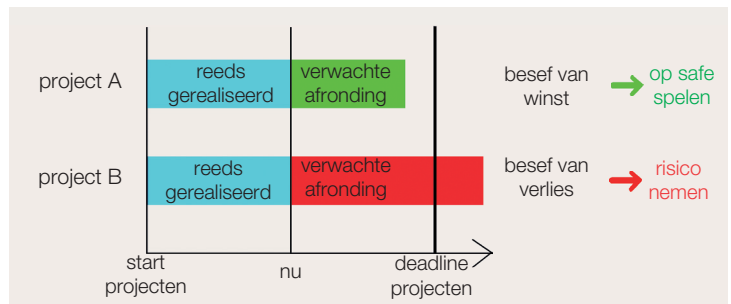 project A
reeds
gerealiseerd
verwachte
afronding
besef van
winst
op safe
spelen
project B
reeds
gerealiseerd
verwachte
afronding
besef van
verlies
risico
nemen
start
projecten
nu
deadline
projecten